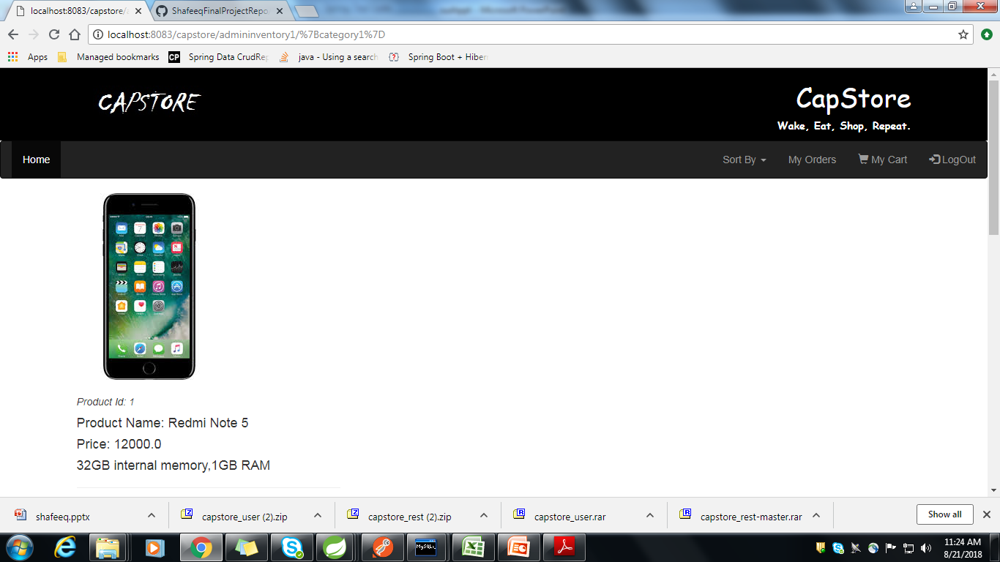 localhost:8083/capstore/
ShafeeqFinalProjectRepo
localhost:8083/capstore/admininventory1/%7Bcategory1%7D
Apps
Managed bookmarks
CP
Spring Data CrudRep
java - Using a search
Spring Boot + Hiber
CAPSTORE
CapStore
Wake, Eat, Shop, Repeat.
Home
Sort By
My Orders
My Cart
LogOut
Product Id: 1
Product Name: Redmi Note 5
Price: 12000.0
32GB internal memory,1GB RAM
shafeeq.pptx
capstore_user (2).zip
capstore_rest (2).zip
capstore_user.rar
capstore_rest-master.rar
Show all
11:24 AM
8/21/2018